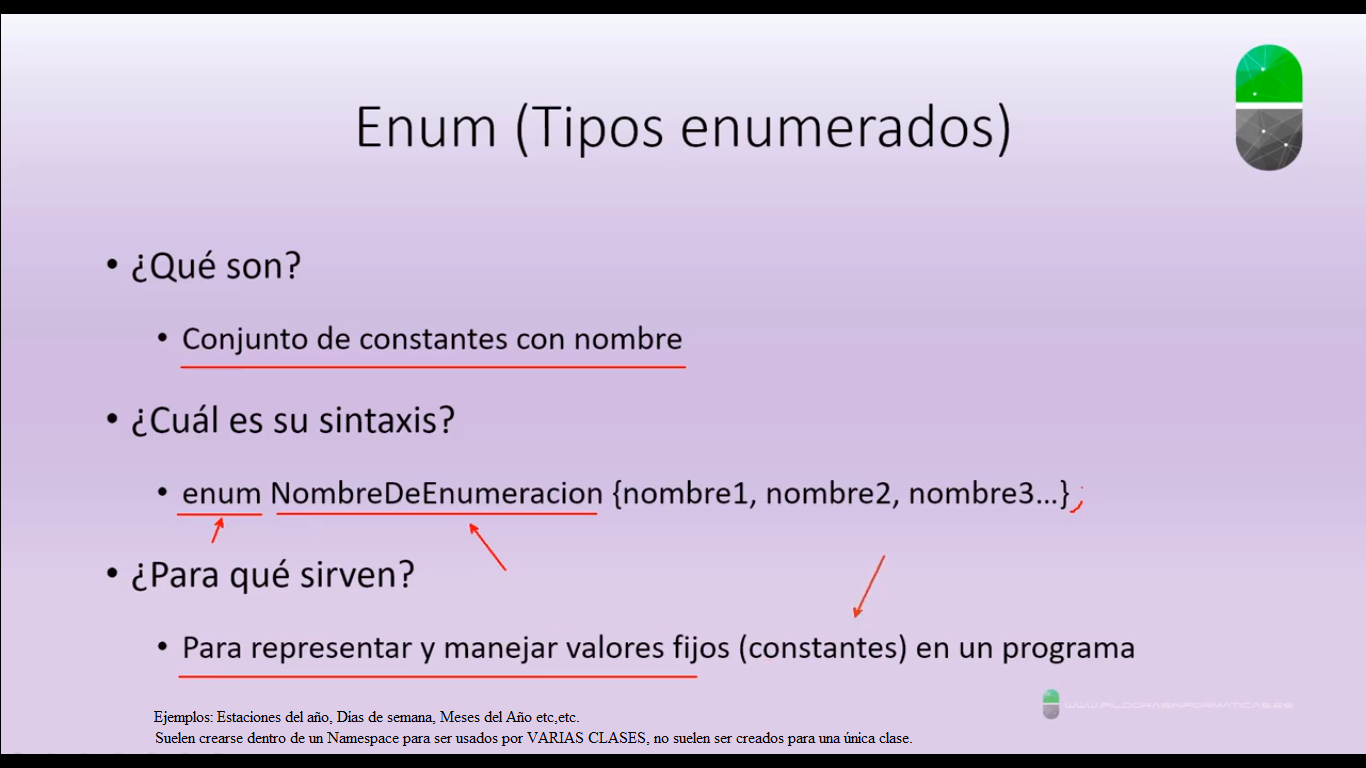 Enum (Tipos enumerados)
• ¿Qué son?
• Conjunto de constantes con nombre
• ¿Cuál es su sintaxis?
• enum NombreDeEnumeracion {nombre1, nombre2, nombre3...} ;
• ¿Para qué sirven?
• Para representar y manejar valores fijos (constantes) en un programa
WWW.PILDORASINFORMATICAS.ES
Ejemplos: Estaciones del año, Días de semana, Meses del Año etc,etc.
Suelen crearse dentro de un Namespace para ser usados por VARIAS CLASES, no suelen ser creados para una única clase.